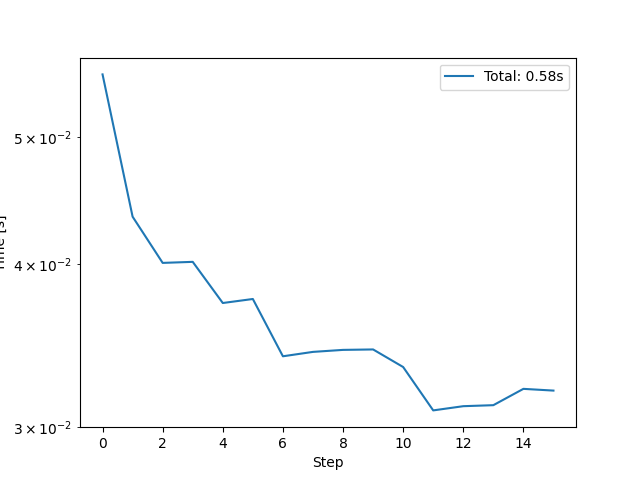 Total: 0.58s
5 × 10⁻²
4 × 10⁻²
3 × 10⁻²
Time [s]
0 2 4 6 8 10 12 14
Step